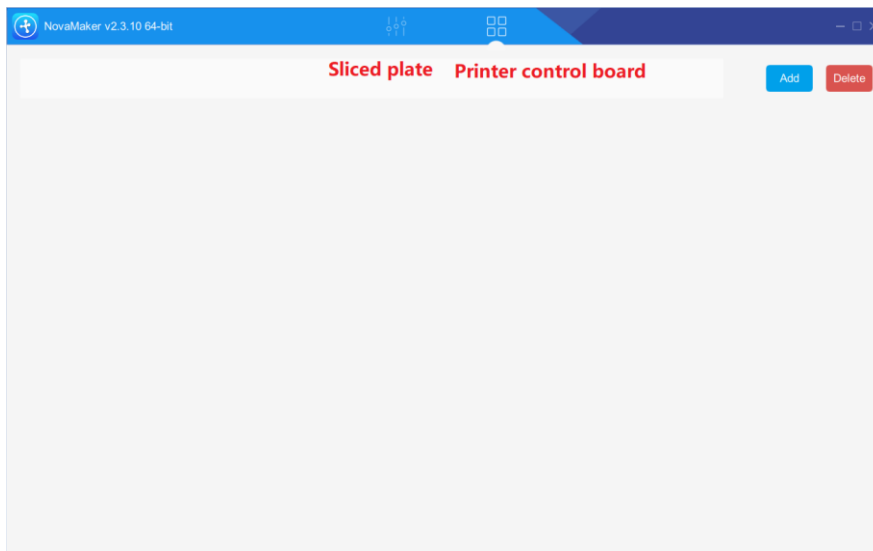 NovaMaker v2.3.10 64-bit
Sliced plate Printer control board
Add Delete